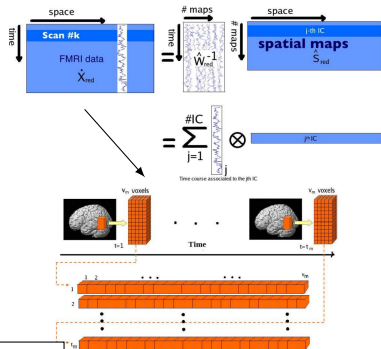 space
# maps
space
time
Scan #k
FMRI data
Ẋred
=
Ŵred-1
# maps
j-th IC
spatial maps
Ŝred
= #IC Σ j=1
j
⊗
jth IC
Time course associated to the jth IC
vm voxels
vm voxels
t=1
. . .
t=tm
Time
1 2 • • • • • • vm
1
2
tm